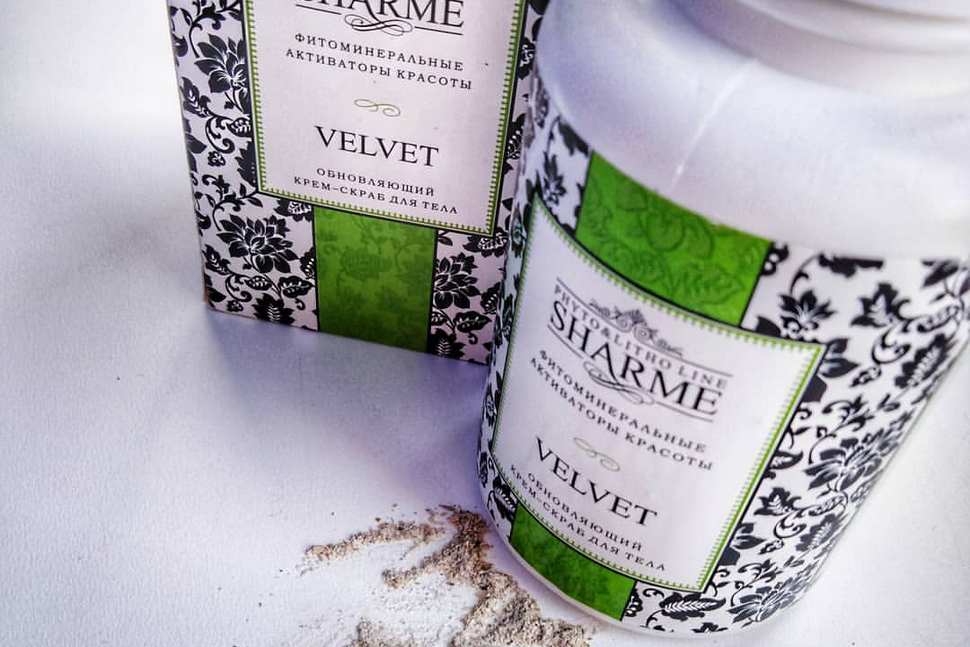 SHARME
ФИТОМИНЕРАЛЬНЫЕ
АКТИВАТОРЫ КРАСОТЫ
VELVET
ОБНОВЛЯЮЩИЙ
КРЕМ-СКРАБ ДЛЯ ТЕЛА
PHYTO&LITHO LINE
SHARME
ФИТОМИНЕРАЛЬНЫЕ
АКТИВАТОРЫ КРАСОТЫ
VELVET
ОБНОВЛЯЮЩИЙ
КРЕМ-СКРАБ ДЛЯ ТЕЛА